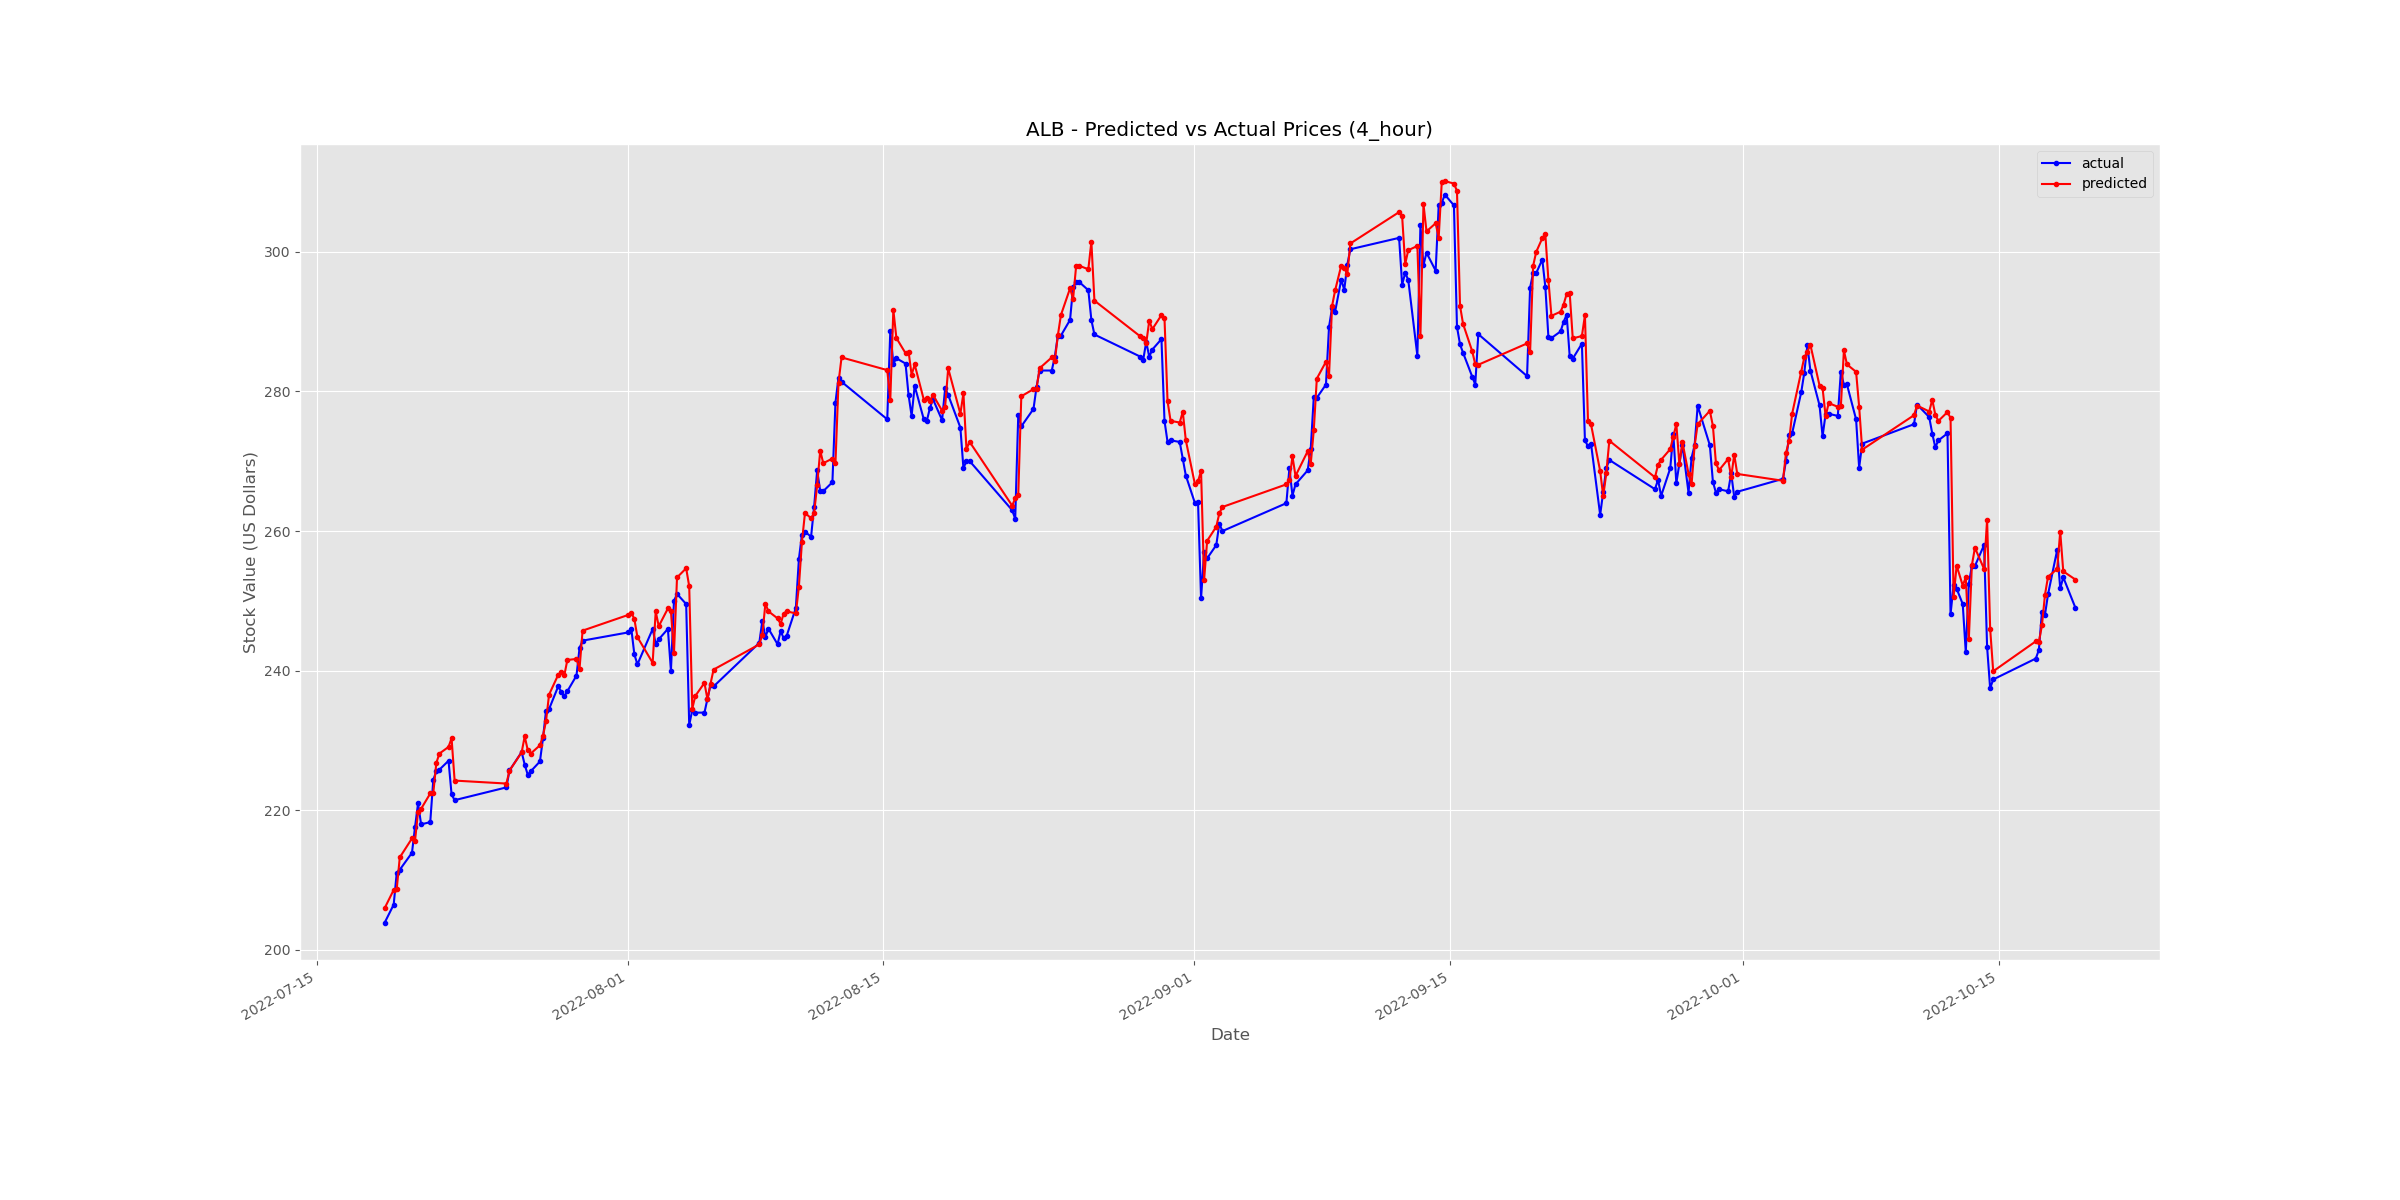 ALB - Predicted vs Actual Prices (4_hour)
actual
predicted
Stock Value (US Dollars)
300
280
260
240
220
200
2022-07-15
2022-08-01
2022-08-15
2022-09-01
2022-09-15
2022-10-01
2022-10-15
Date